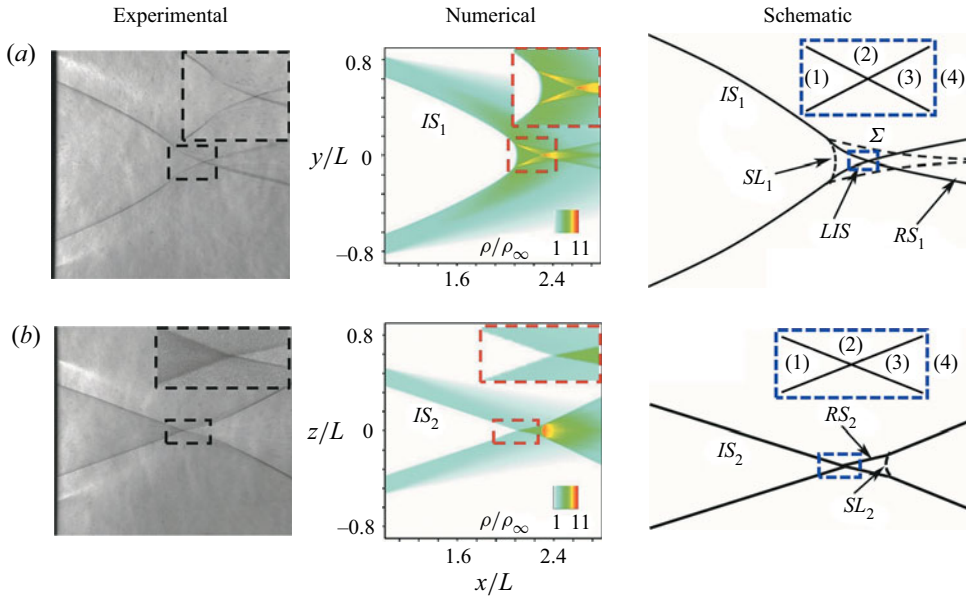 Experimental
Numerical
Schematic
(a)
0.8
IS1
y/L
0
–0.8
ρ/ρ∞
1 11
1.6
2.4
(2)
(1)
(3)
(4)
IS1
Σ
SL1
LIS
RS1
(b)
0.8
IS2
z/L
0
–0.8
ρ/ρ∞
1 11
1.6
2.4
x/L
(2)
(1)
(3)
(4)
RS2
IS2
SL2